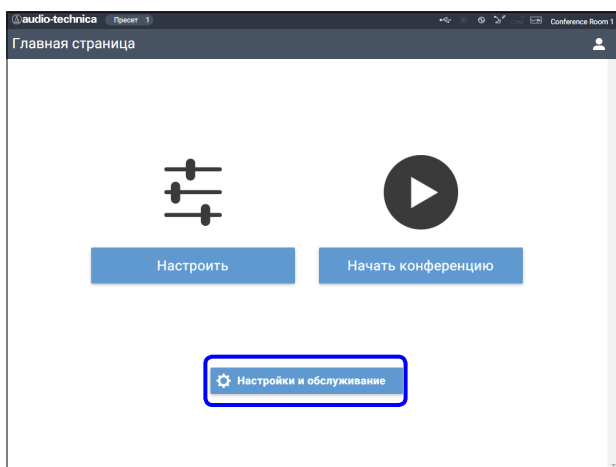 audio-technica Пресет 1 Conference Room 1
Главная страница
Настроить Начать конференцию
Настройки и обслуживание